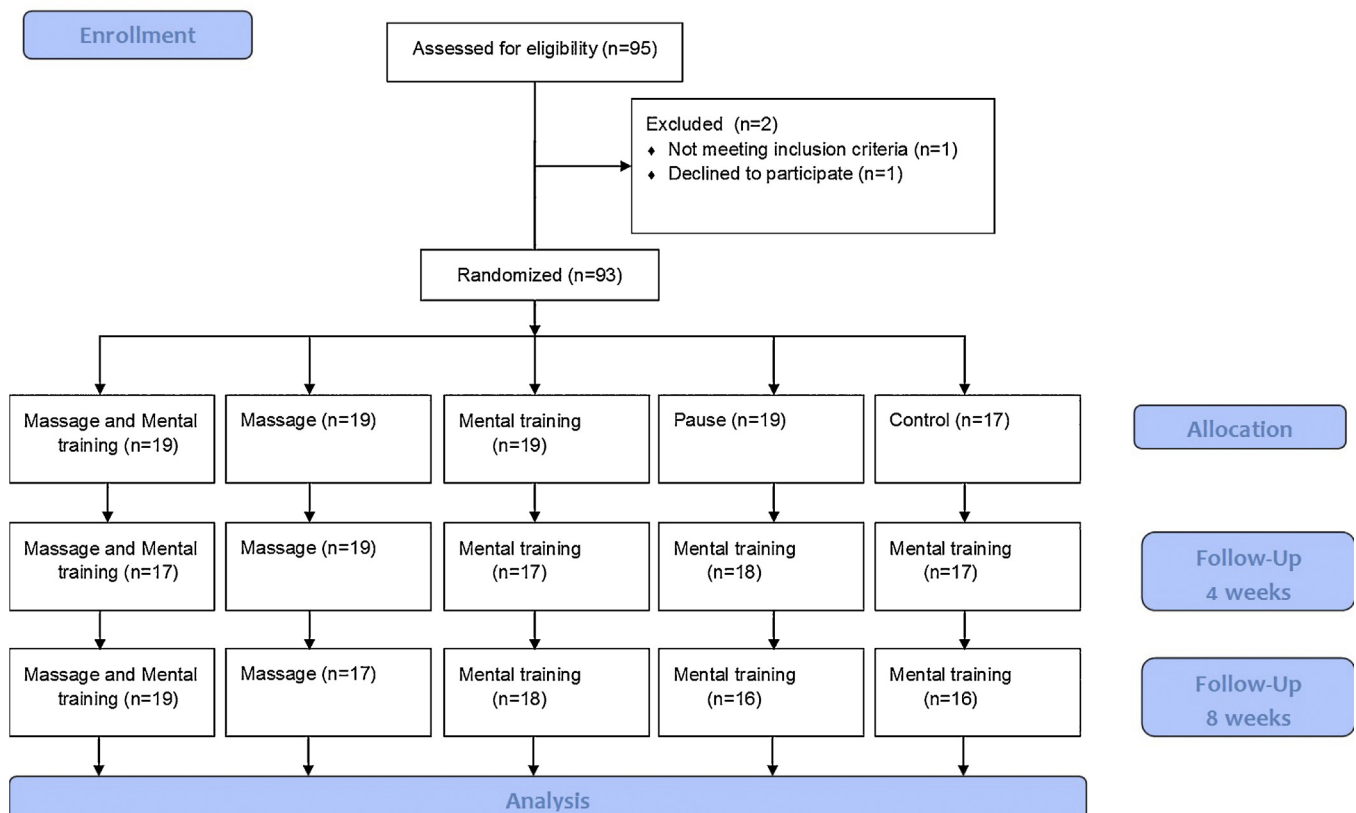 Enrollment
Assessed for eligibility (n=95)
Excluded (n=2)
♦ Not meeting inclusion criteria (n=1)
♦ Declined to participate (n=1)
Randomized (n=93)
Massage and Mental
training (n=19)
Massage (n=19)
Mental training
(n=19)
Pause (n=19)
Control (n=17)
Allocation
Massage and Mental
training (n=17)
Massage (n=19)
Mental training
(n=17)
Mental training
(n=18)
Mental training
(n=17)
Follow-Up
4 weeks
Massage and Mental
training (n=19)
Massage (n=17)
Mental training
(n=18)
Mental training
(n=16)
Mental training
(n=16)
Follow-Up
8 weeks
Analysis